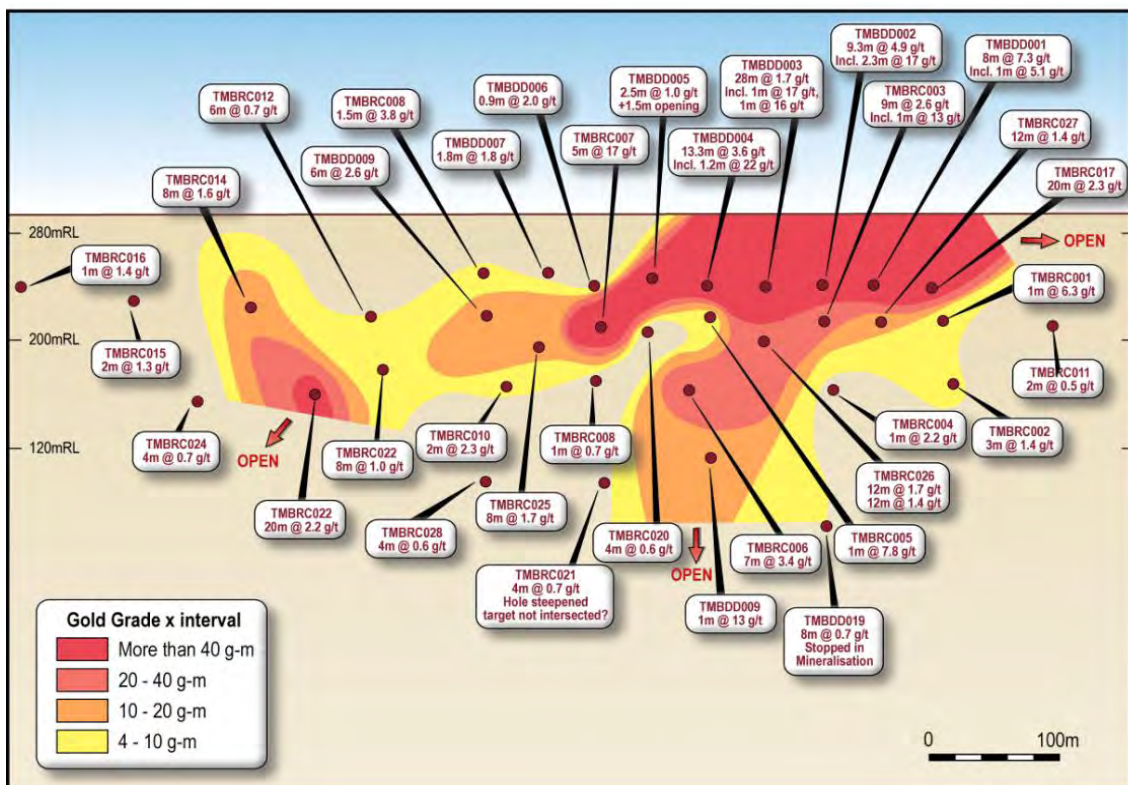 TMBDD002
9.3m @ 4.9 g/t
Incl. 2.3m @ 17 g/t
TMBDD001
8m @ 7.3 g/t
Incl. 1m @ 5.1 g/t
TMBDD003
28m @ 1.7 g/t
Incl. 1m @ 17 g/t,
1m @ 16 g/t
TMBDD005
2.5m @ 1.0 g/t
+1.5m opening
TMBDD006
0.9m @ 2.0 g/t
TMBRC008
1.5m @ 3.8 g/t
TMBRC012
6m @ 0.7 g/t
TMBRC003
9m @ 2.6 g/t
Incl. 1m @ 13 g/t
TMBRC027
12m @ 1.4 g/t
TMBRC007
5m @ 17 g/t
TMBDD004
13.3m @ 3.6 g/t
Incl. 1.2m @ 22 g/t
TMBDD007
1.8m @ 1.8 g/t
TMBDD009
6m @ 2.6 g/t
TMBRC017
20m @ 2.3 g/t
TMBRC014
8m @ 1.6 g/t
280mRL
OPEN
TMBRC016
1m @ 1.4 g/t
TMBRC001
1m @ 6.3 g/t
200mRL
TMBRC015
2m @ 1.3 g/t
TMBRC011
2m @ 0.5 g/t
120mRL
TMBRC024
4m @ 0.7 g/t
OPEN
TMBRC022
8m @ 1.0 g/t
TMBRC010
2m @ 2.3 g/t
TMBRC008
1m @ 0.7 g/t
TMBRC004
1m @ 2.2 g/t
TMBRC002
3m @ 1.4 g/t
TMBRC022
20m @ 2.2 g/t
TMBRC028
4m @ 0.6 g/t
TMBRC025
8m @ 1.7 g/t
TMBRC020
4m @ 0.6 g/t
TMBRC026
12m @ 1.7 g/t
12m @ 1.4 g/t
TMBRC005
1m @ 7.8 g/t
TMBRC006
7m @ 3.4 g/t
OPEN
TMBRC021
4m @ 0.7 g/t
Hole steepened
target not intersected?
TMBDD009
1m @ 13 g/t
TMBDD019
8m @ 0.7 g/t
Stopped in
Mineralisation
Gold Grade x interval
More than 40 g-m
20 - 40 g-m
10 - 20 g-m
4 - 10 g-m
0 100m